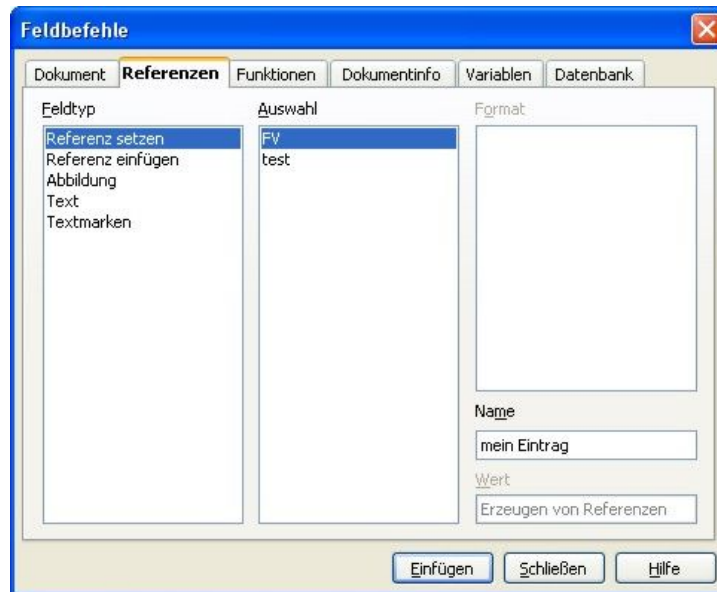 Feldbefehle
Dokument Referenzen Funktionen Dokumentinfo Variablen Datenbank
Feldtyp Auswahl Format
Referenz setzen FV
Referenz einfügen test
Abbildung
Text
Textmarken
Name
mein Eintrag
Wert
Erzeugen von Referenzen
Einfügen Schließen Hilfe